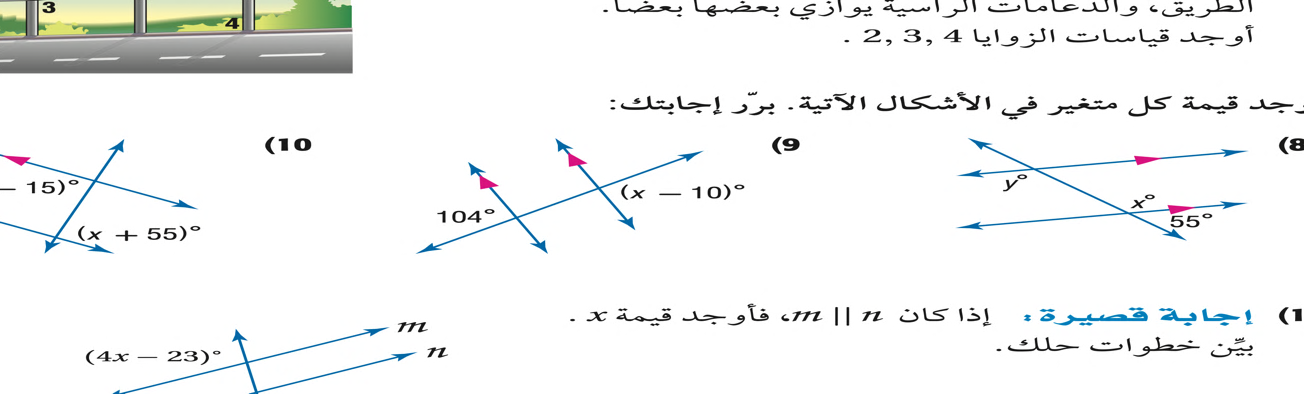 الطريق، والدعامات الرأسية يوازي بعضها بعضًا.
أوجد قياسات الزوايا 2, 3, 4 .
3
4
قيمة كل متغير في الأشكال الآتية. برّر إجابتك:
(8
y°
x°
55°
(9
104°
(x − 10)°
(10
− 15)°
(x + 55)°
إجابة قصيرة: إذا كان m || n، فأوجد قيمة x .
بيِّن خطوات حلك.
(4x − 23)°
m
n